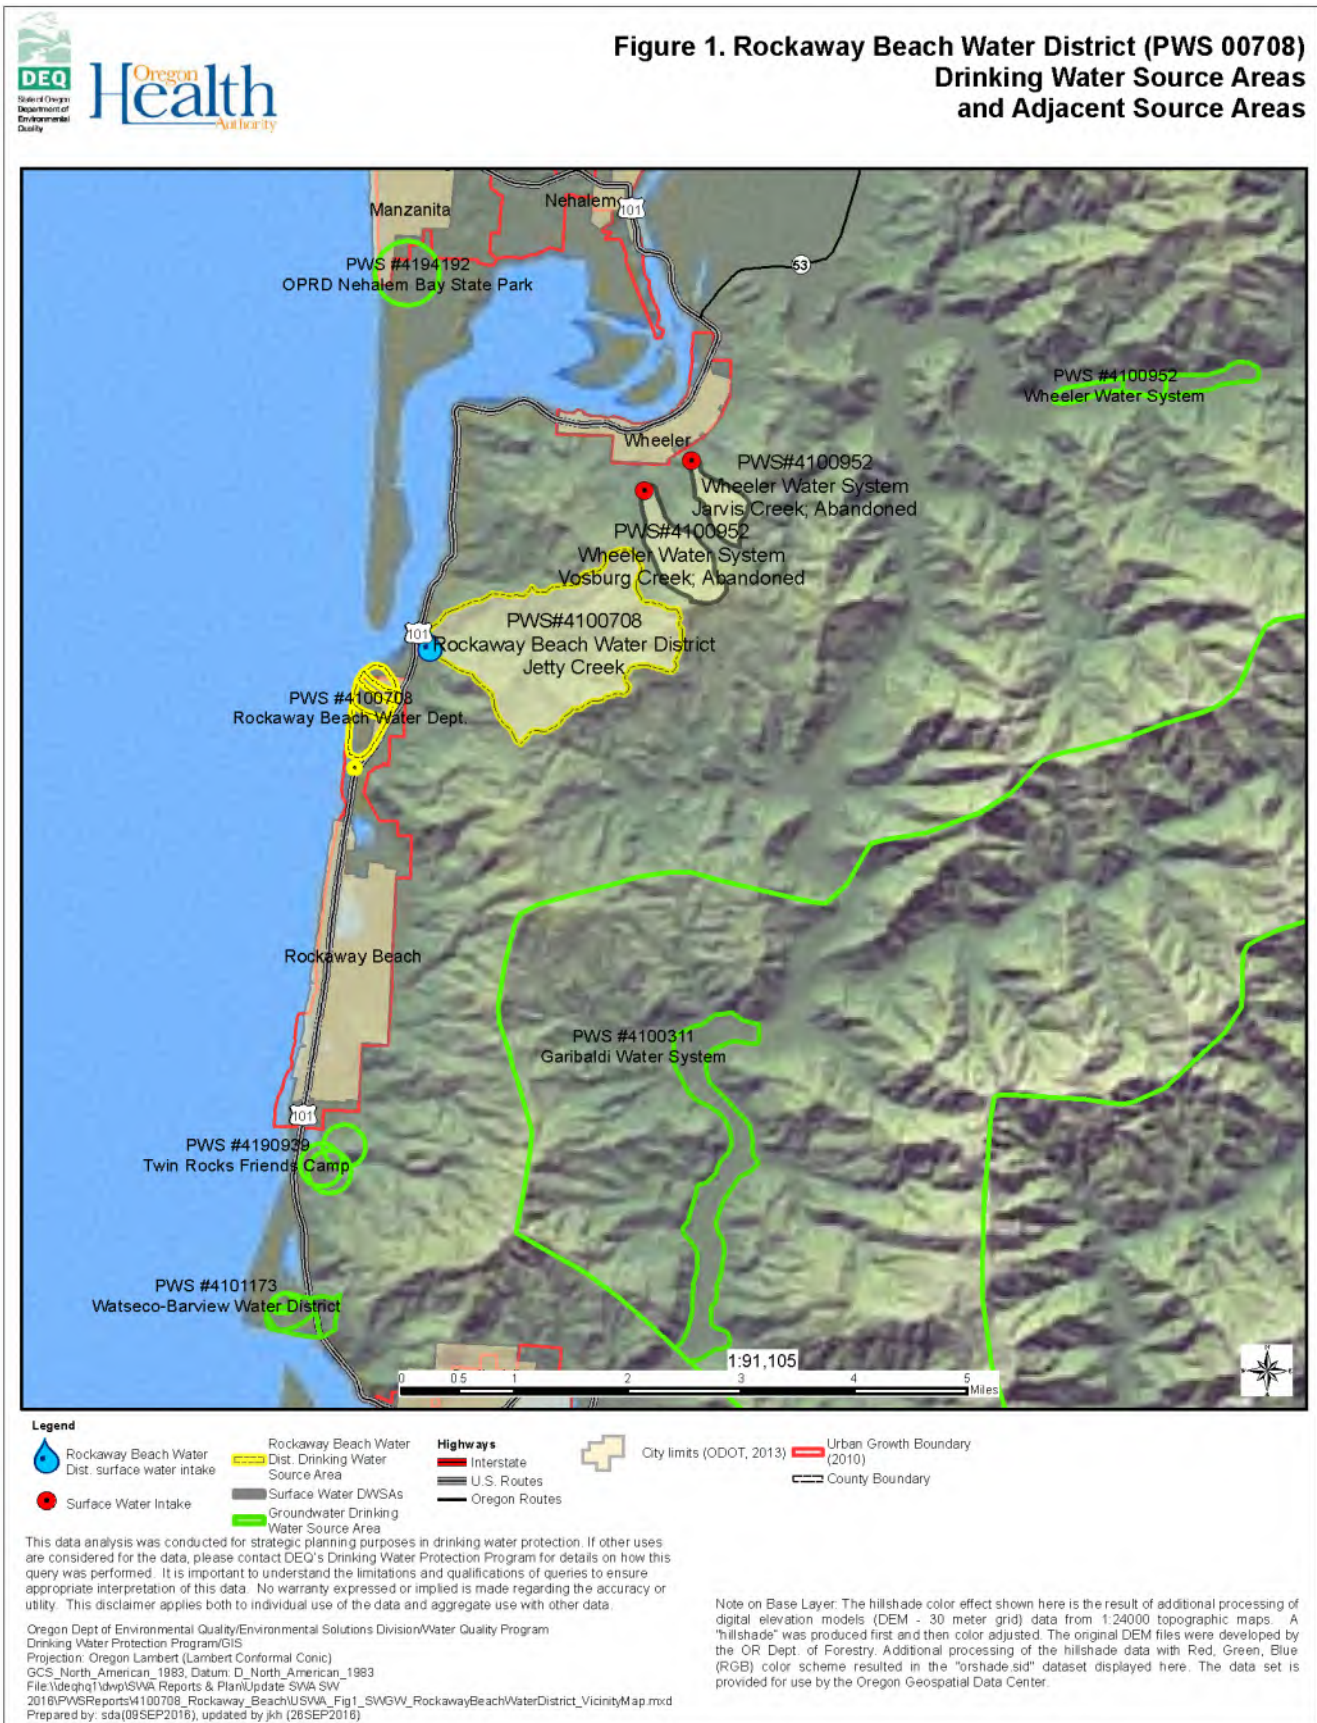 Figure 1. Rockaway Beach Water District (PWS 00708)
Drinking Water Source Areas
and Adjacent Source Areas
DEQ
State of Oregon
Department of
Environmental
Quality
Oregon
Health
Authority
Manzanita
Nehalem
101
PWS #4194192
OPRD Nehalem Bay State Park
53
PWS #4100952
Wheeler Water System
Wheeler
PWS#4100952
Wheeler Water System
Jarvis Creek; Abandoned
PWS#4100952
Wheeler Water System
Vosburg Creek; Abandoned
PWS#4100708
Rockaway Beach Water District
Jetty Creek
101
PWS #4100708
Rockaway Beach Water Dept.
Rockaway Beach
PWS #4100311
Garibaldi Water System
101
PWS #4190939
Twin Rocks Friends Camp
PWS #4101173
Watseco-Barview Water District
1:91,105
0 0.5 1 2 3 4 5
Miles
Legend
Rockaway Beach Water
Dist. surface water intake
Surface Water Intake
Rockaway Beach Water
Dist. Drinking Water
Source Area
Surface Water DWSAs
Groundwater Drinking
Water Source Area
Highways
Interstate
U.S. Routes
Oregon Routes
City limits (ODOT, 2013)
Urban Growth Boundary
(2010)
County Boundary
This data analysis was conducted for strategic planning purposes in drinking water protection. If other uses
are considered for the data, please contact DEQ's Drinking Water Protection Program for details on how this
query was performed. It is important to understand the limitations and qualifications of queries to ensure
appropriate interpretation of this data. No warranty expressed or implied is made regarding the accuracy or
utility. This disclaimer applies both to individual use of the data and aggregate use with other data.
Oregon Dept of Environmental Quality/Environmental Solutions Division/Water Quality Program
Drinking Water Protection Program/GIS
Projection: Oregon Lambert (Lambert Conformal Conic)
GCS_North_American_1983, Datum: D_North_American_1983
File:\\deqhq1\dwp\SWA Reports & Plan\Update SWA SW
2016\PWSReports\4100708_Rockaway_Beach\USWA_Fig1_SWGW_RockawayBeachWaterDistrict_VicinityMap.mxd
Prepared by: sda(09SEP2016), updated by jkh (26SEP2016)
Note on Base Layer: The hillshade color effect shown here is the result of additional processing of
digital elevation models (DEM - 30 meter grid) data from 1:24000 topographic maps. A
"hillshade" was produced first and then color adjusted. The original DEM files were developed by
the OR Dept. of Forestry. Additional processing of the hillshade data with Red, Green, Blue
(RGB) color scheme resulted in the "orshade.sid" dataset displayed here. The data set is
provided for use by the Oregon Geospatial Data Center.